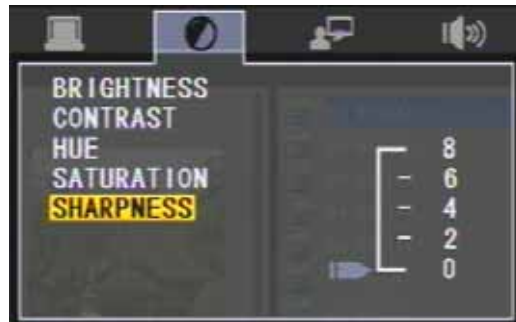 BRIGHTNESS
CONTRAST
HUE
SATURATION
SHARPNESS
8
6
4
2
0